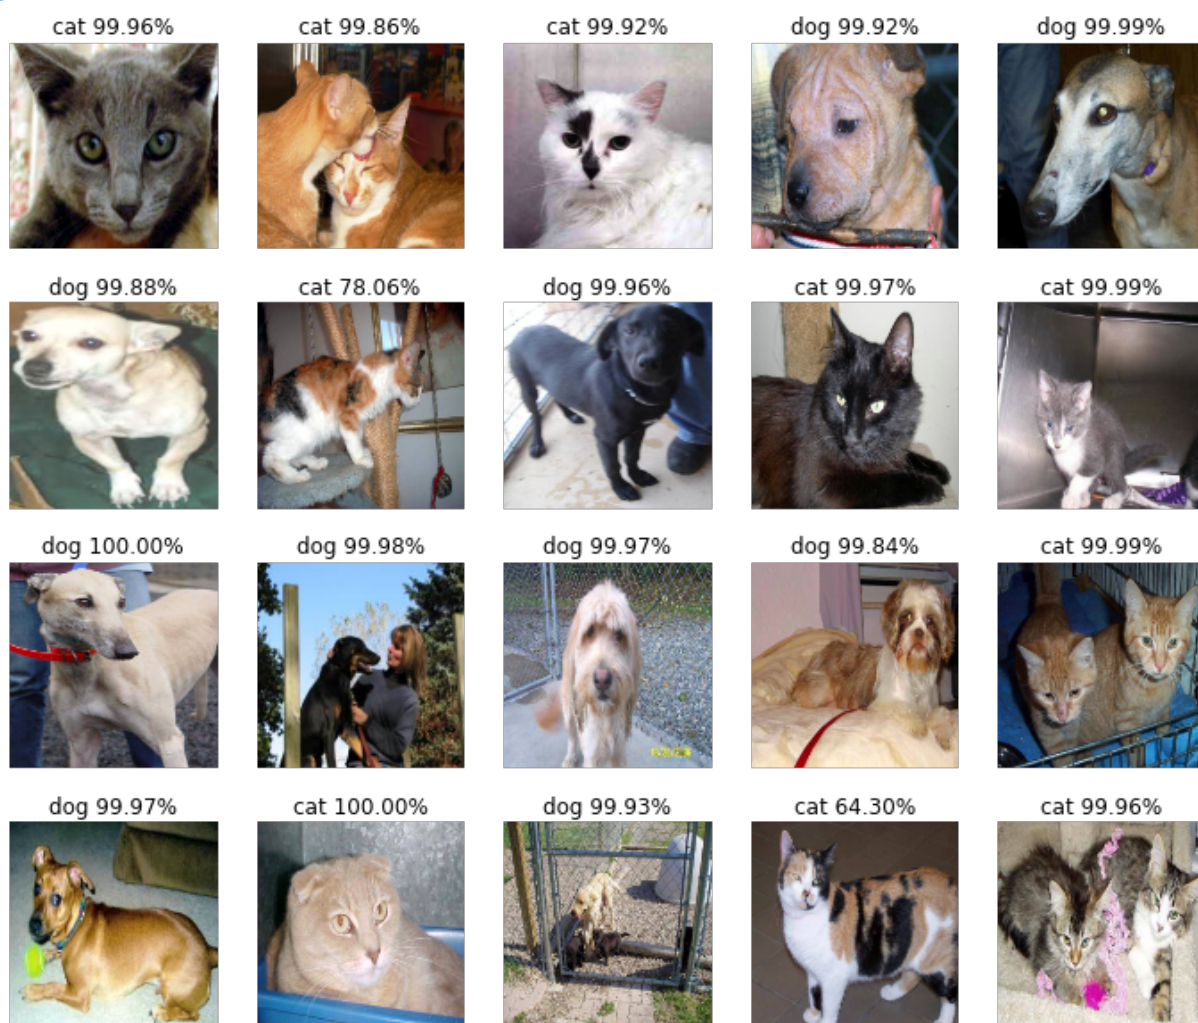 cat 99.96% cat 99.86% cat 99.92% dog 99.92% dog 99.99%
dog 99.88% cat 78.06% dog 99.96% cat 99.97% cat 99.99%
dog 100.00% dog 99.98% dog 99.97% dog 99.84% cat 99.99%
dog 99.97% cat 100.00% dog 99.93% cat 64.30% cat 99.96%